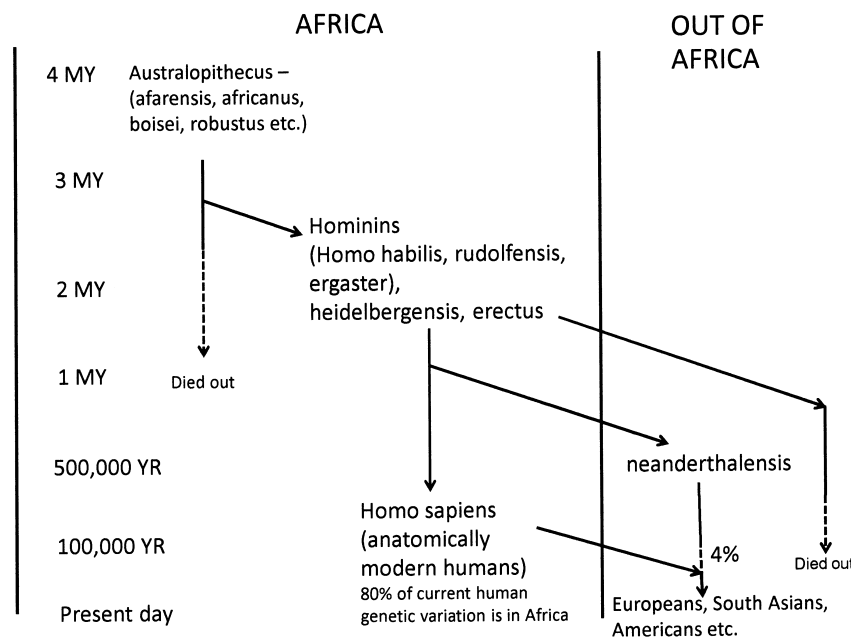 AFRICA
OUT OF
AFRICA
4 MY
Australopithecus –
(afarensis, africanus,
boisei, robustus etc.)
3 MY
Hominins
(Homo habilis, rudolfensis,
ergaster),
heidelbergensis, erectus
2 MY
1 MY
Died out
500,000 YR
neanderthalensis
Homo sapiens
(anatomically
modern humans)
80% of current human
genetic variation is in Africa
100,000 YR
4%
Died out
Present day
Europeans, South Asians,
Americans etc.